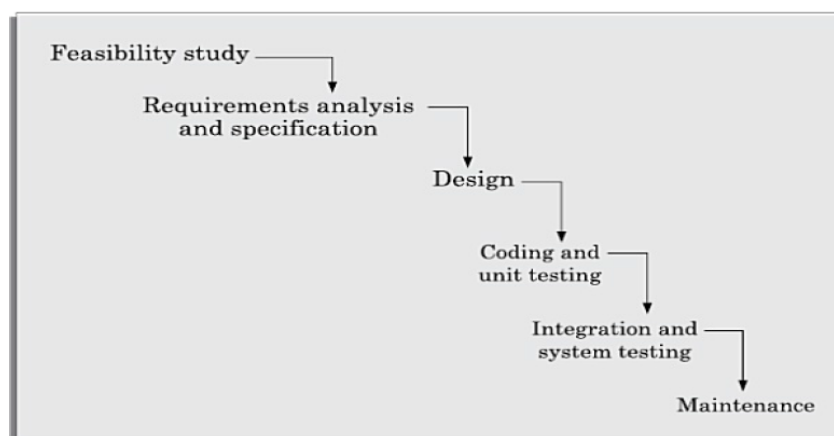 Feasibility study
Requirements analysis
and specification
Design
Coding and
unit testing
Integration and
system testing
Maintenance